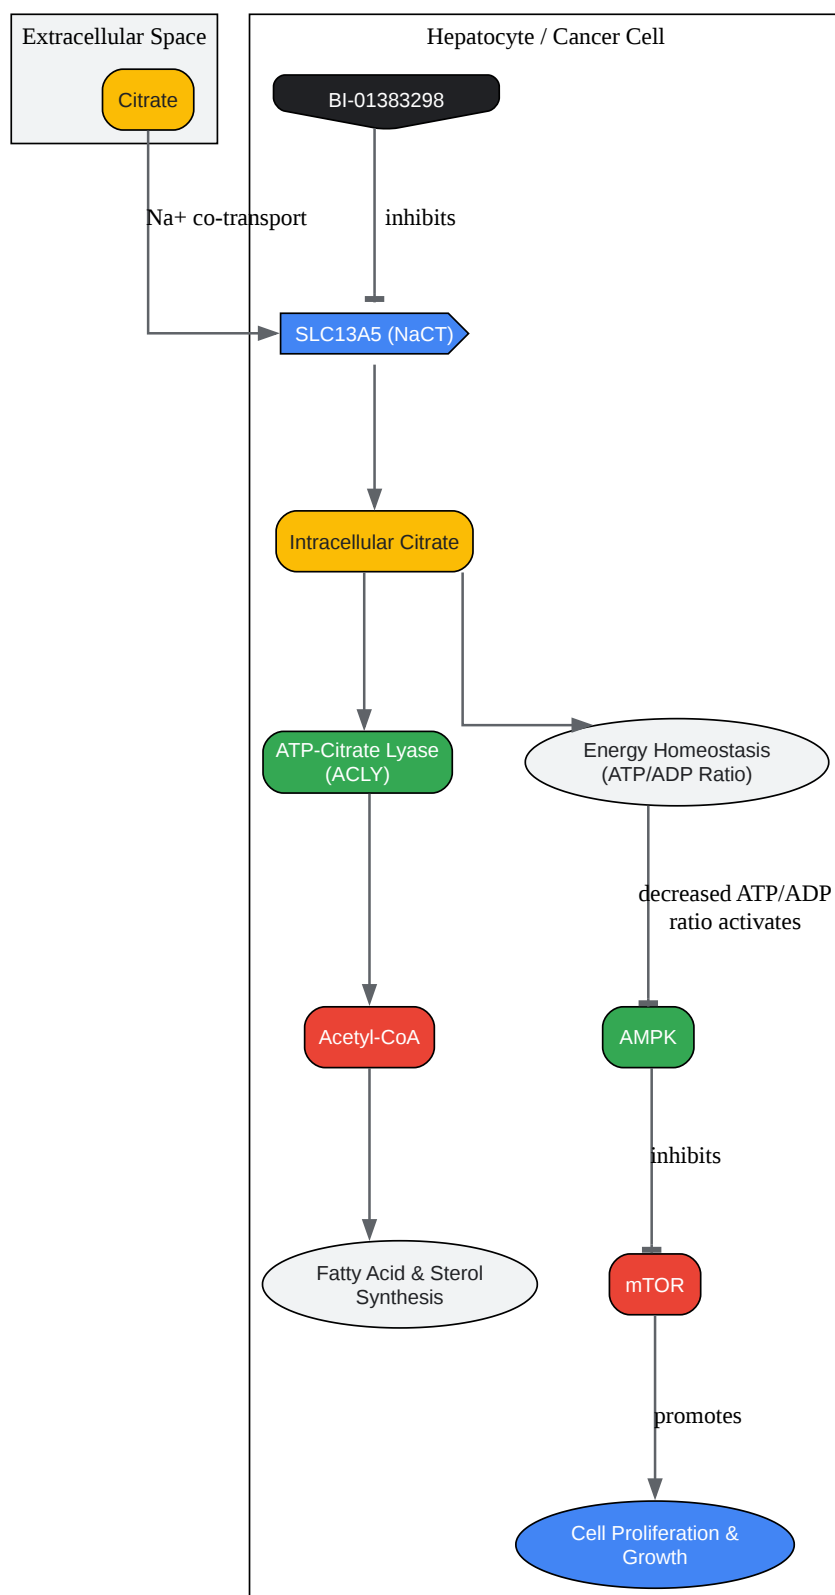 Extracellular Space
Hepatocyte / Cancer Cell
Citrate
BI-01383298
Na+ co-transport
inhibits
SLC13A5 (NaCT)
Intracellular Citrate
ATP-Citrate Lyase
(ACLY)
Energy Homeostasis
(ATP/ADP Ratio)
decreased ATP/ADP
ratio activates
Acetyl-CoA
AMPK
inhibits
Fatty Acid & Sterol
Synthesis
mTOR
promotes
Cell Proliferation &
Growth